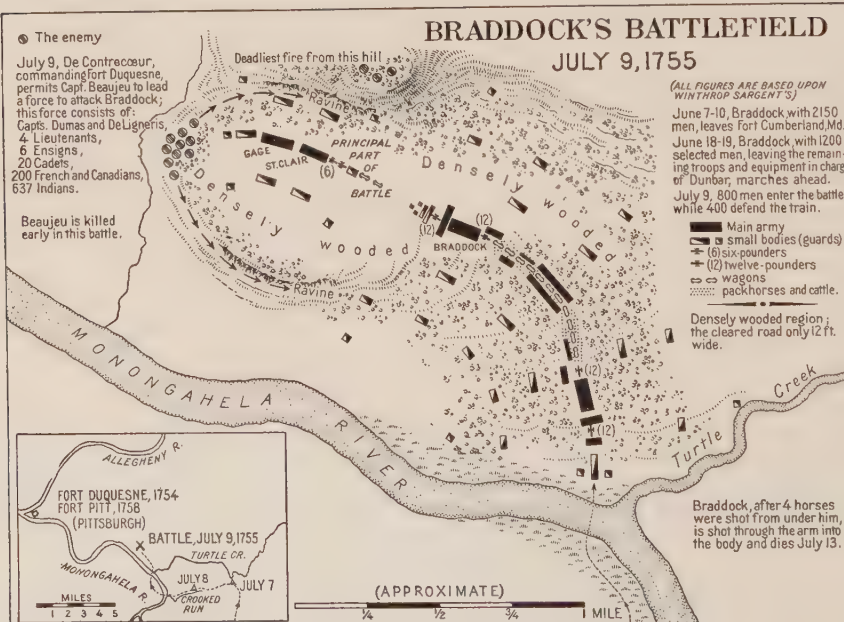 BRADDOCK'S BATTLEFIELD
JULY 9, 1755
The enemy
July 9, De Contrecœur,
commanding Fort Duquesne,
permits Capt. Beaujeu to lead
a force to attack Braddock;
this force consists of:
Capts. Dumas and DeLigneris,
4 Lieutenants,
6 Ensigns,
20 Cadets,
200 French and Canadians,
637 Indians.
Beaujeu is killed
early in this battle.
Deadliest fire from this hill
Ravine
GAGE
ST. CLAIR
(6)
PRINCIPAL
PART
OF
BATTLE
Densely wooded
Densely wooded
Ravine
(12)
(12)
BRADDOCK
(12)
(12)
(ALL FIGURES ARE BASED UPON
WINTHROP SARGENT'S)
June 7-10, Braddock, with 2150
men, leaves Fort Cumberland, Md.
June 18-19, Braddock, with 1200
selected men, leaving the remain-
ing troops and equipment in charg
of Dunbar, marches ahead.
July 9, 800 men enter the battle
while 400 defend the train.
Main army
small bodies (guards)
(6) six-pounders
(12) twelve-pounders
wagons
packhorses and cattle.
Densely wooded region;
the cleared road only 12 ft.
wide.
MONONGAHELA
RIVER
Turtle Creek
Braddock, after 4 horses
were shot from under him,
is shot through the arm into
the body and dies July 13.
ALLEGHENY R.
FORT DUQUESNE, 1754
FORT PITT, 1758
(PITTSBURGH)
BATTLE, JULY 9, 1755
TURTLE CR.
MONONGAHELA R.
JULY 8
JULY 7
CROOKED
RUN
MILES
1 2 3 4 5
(APPROXIMATE)
1/4 1/2 3/4 1 MILE